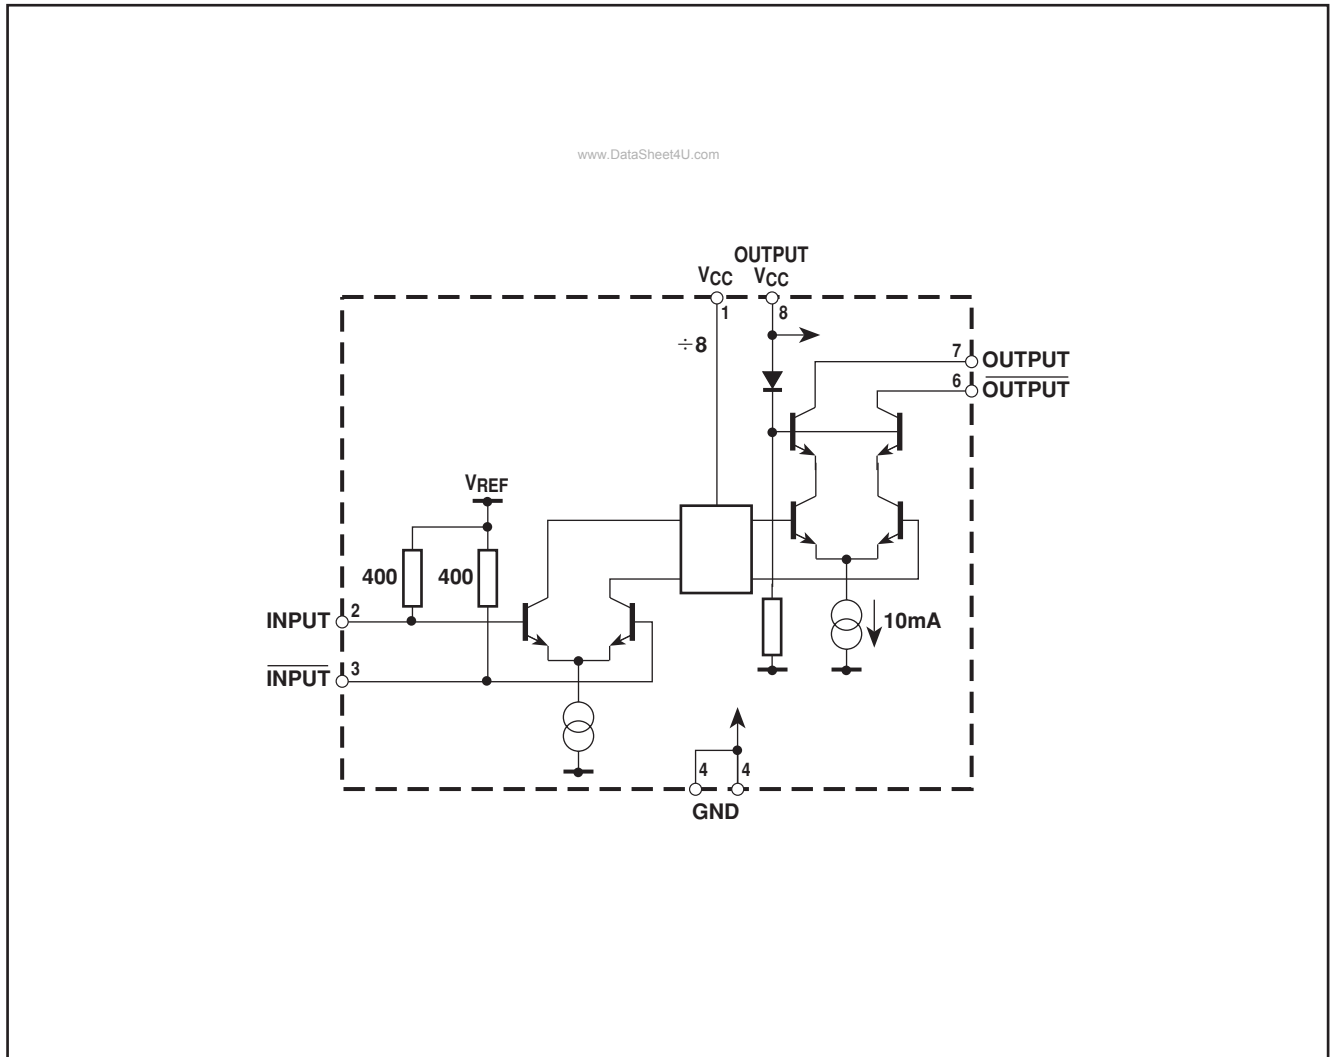 www.DataSheet4U.com
OUTPUT
VCC VCC
1 8
÷8
7 OUTPUT
6 OUTPUT
VREF
400 400
INPUT 2
10mA
INPUT 3
4 4
GND